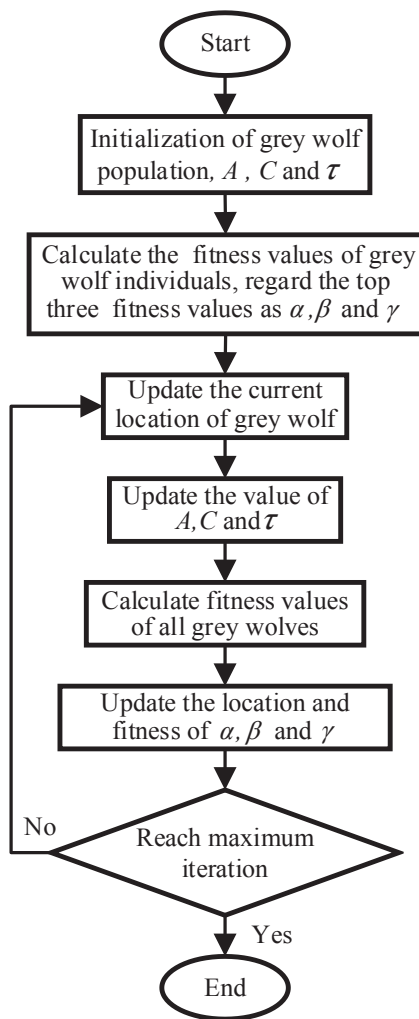 Start
Initialization of grey wolf
population, A , C and τ
Calculate the fitness values of grey
wolf individuals, regard the top
three fitness values as α ,β and γ
Update the current
location of grey wolf
Update the value of
A,C and τ
Calculate fitness values
of all grey wolves
Update the location and
fitness of α, β and γ
No
Reach maximum
iteration
Yes
End